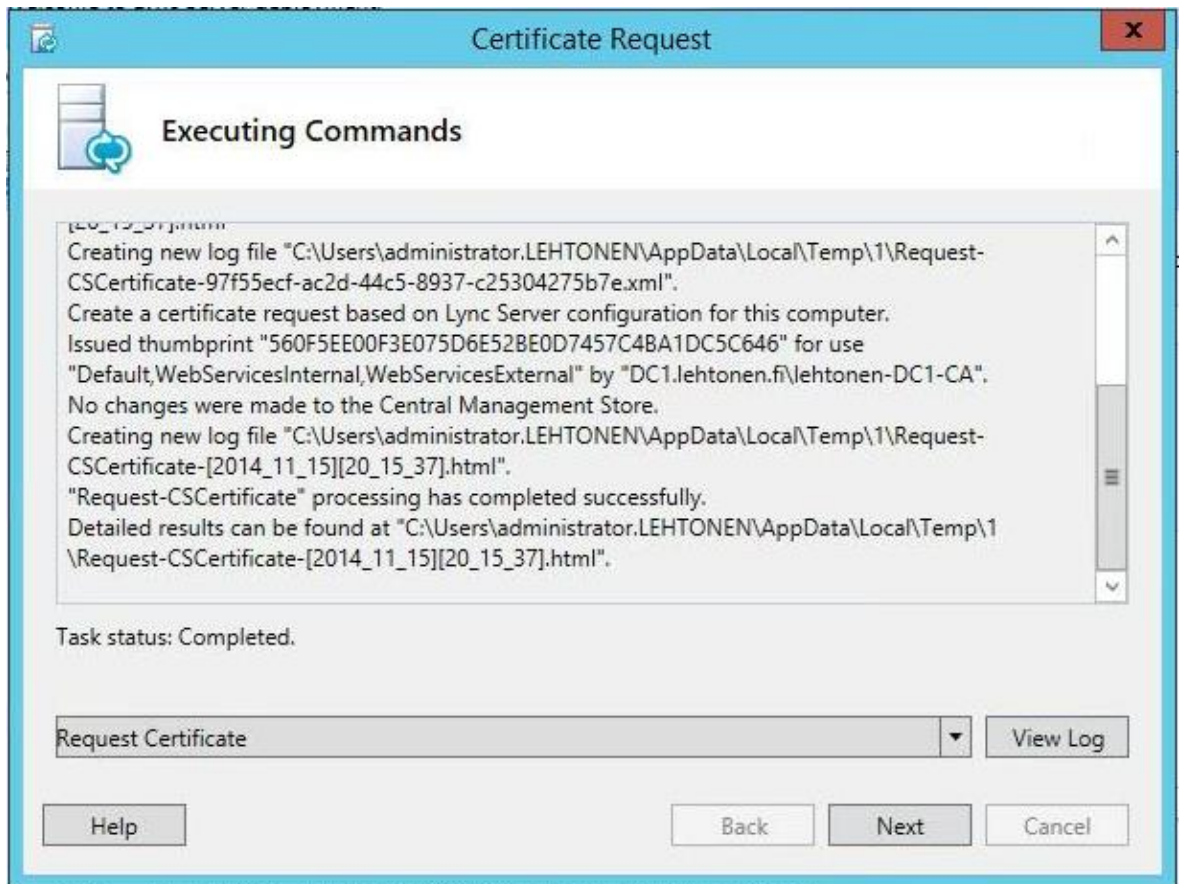 Certificate Request
x
Executing Commands
[20_15_37].html
Creating new log file "C:\Users\administrator.LEHTONEN\AppData\Local\Temp\1\Request-
CSCertificate-97f55ecf-ac2d-44c5-8937-c25304275b7e.xml".
Create a certificate request based on Lync Server configuration for this computer.
Issued thumbprint "560F5EE00F3E075D6E52BE0D7457C4BA1DC5C646" for use
"Default,WebServicesInternal,WebServicesExternal" by "DC1.lehtonen.fi\lehtonen-DC1-CA".
No changes were made to the Central Management Store.
Creating new log file "C:\Users\administrator.LEHTONEN\AppData\Local\Temp\1\Request-
CSCertificate-[2014_11_15][20_15_37].html".
"Request-CSCertificate" processing has completed successfully.
Detailed results can be found at "C:\Users\administrator.LEHTONEN\AppData\Local\Temp\1
\Request-CSCertificate-[2014_11_15][20_15_37].html".
Task status: Completed.
Request Certificate
View Log
Help
Back
Next
Cancel